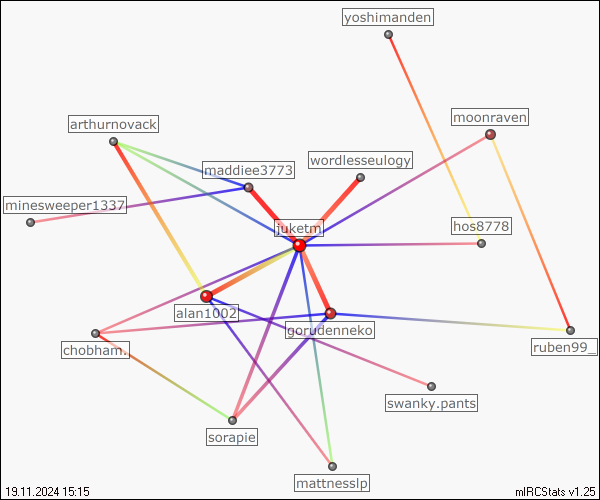 yoshimanden
moonraven
arthurnovack
wordlesseulogy
maddiee3773
minesweeper1337
juketm
hos8778
alan1002
gorudenneko
chobham.
ruben99_
swanky.pants
sorapie
mattnesslp
19.11.2024 15:15
mIRCStats v1.25